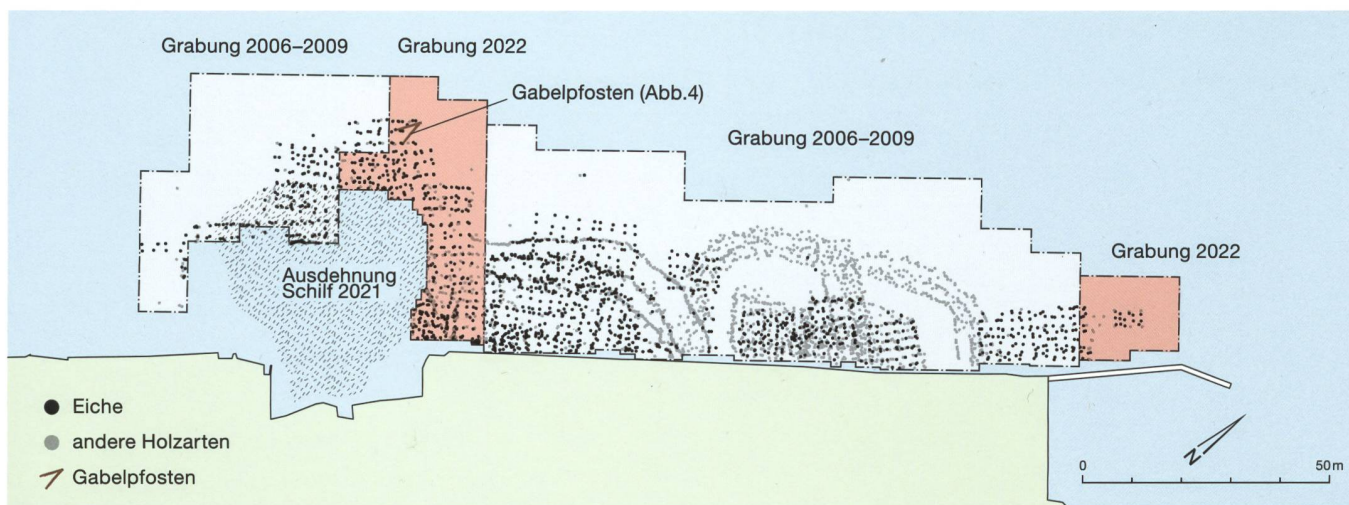 Grabung 2006–2009
Grabung 2022
Gabelpfosten (Abb.4)
Grabung 2006–2009
Grabung 2022
Ausdehnung
Schilf 2021
Eiche
andere Holzarten
Gabelpfosten
N
0
50 m